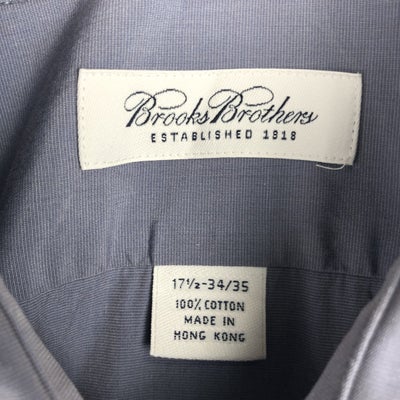 Brooks Brothers
ESTABLISHED 1818
17½-34/35
100% COTTON
MADE IN
HONG KONG